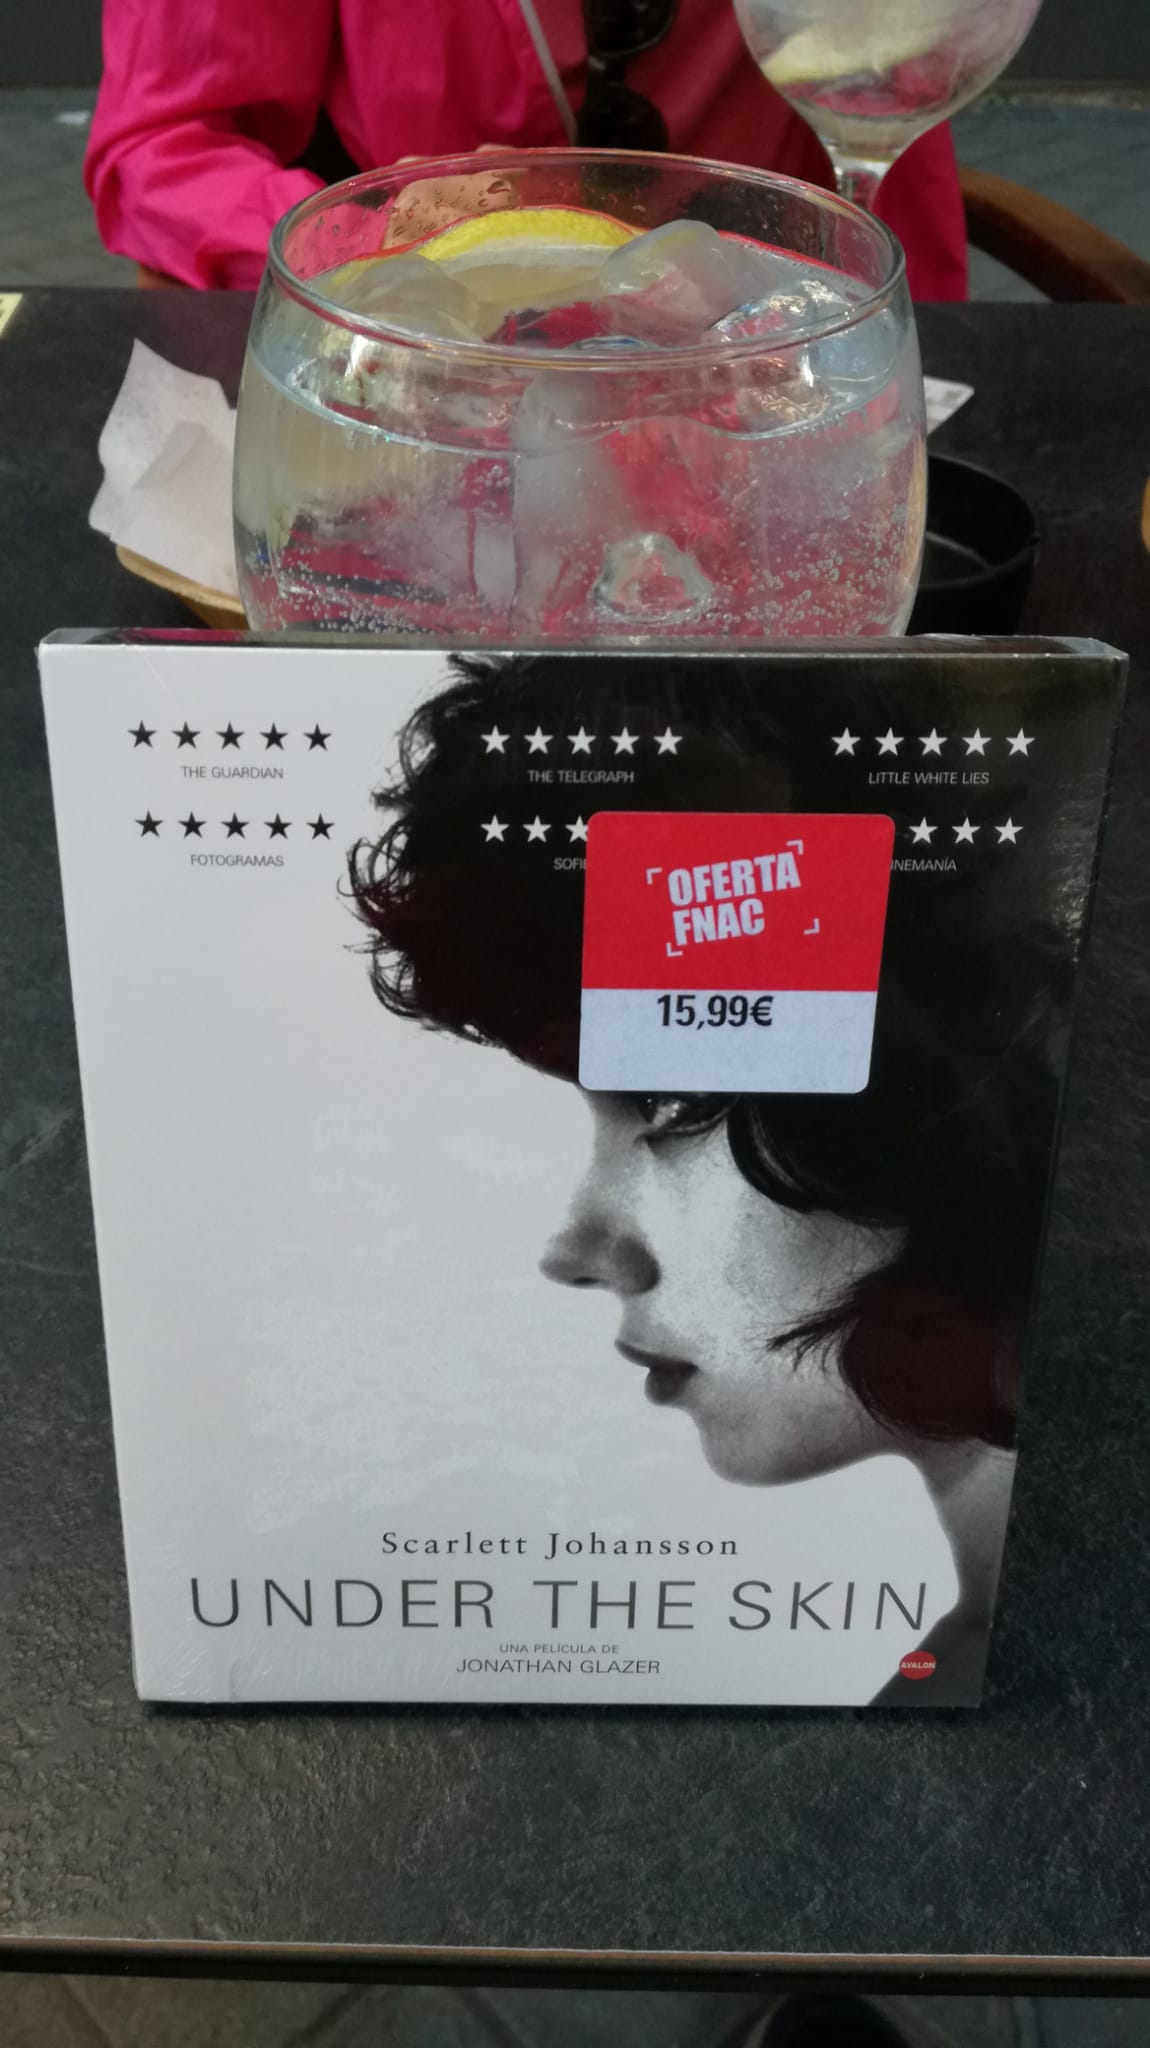 ★★★★★ ★★★★★ ★★★★★
THE GUARDIAN THE TELEGRAPH LITTLE WHITE LIES
★★★★★ ★★★ ★★★
FOTOGRAMAS
OFERTA
FNAC
15,99€
Scarlett Johansson
UNDER THE SKIN
UNA PELÍCULA DE
JONATHAN GLAZER
AVALON